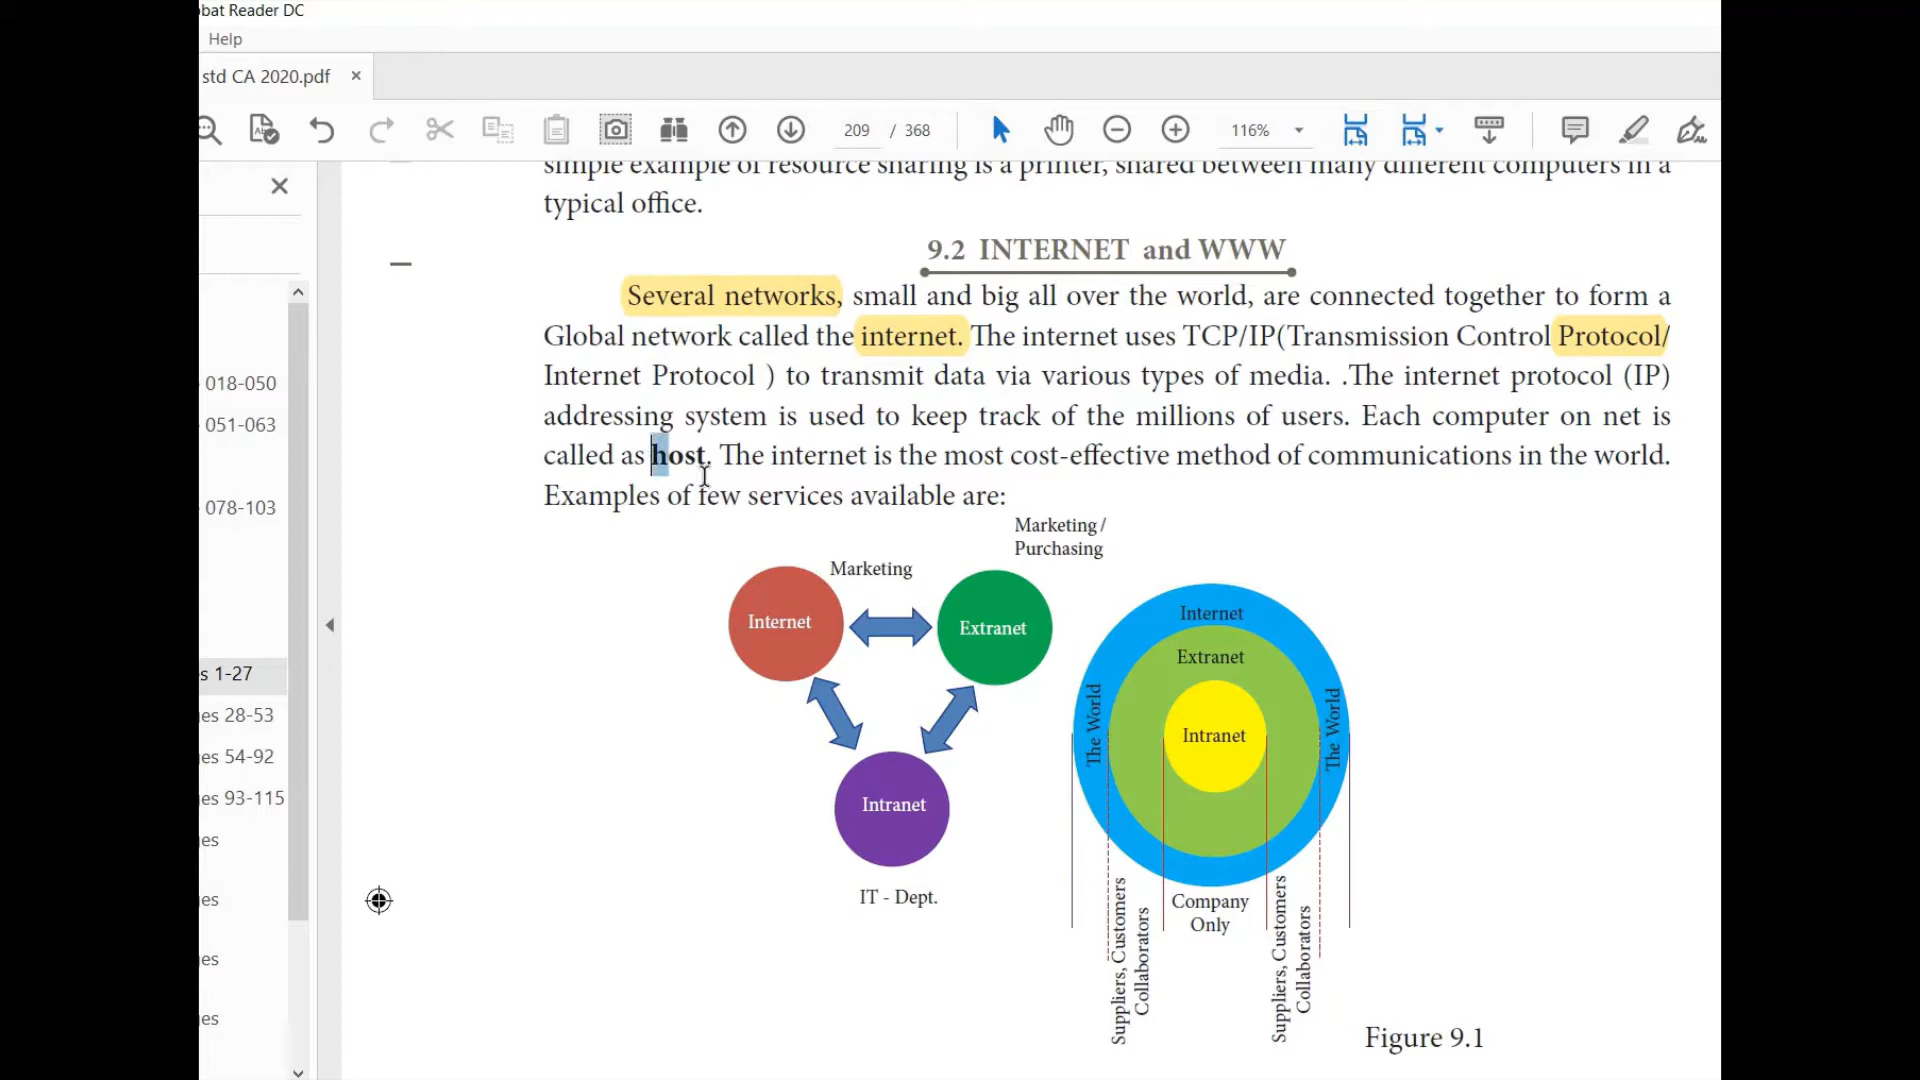 bat Reader DC
Help
std CA 2020.pdf
209 / 368
116%
018-050
051-063
078-103
s 1-27
ges 28-53
ges 54-92
ges 93-115
ges
ges
ges
ges
simple example of resource sharing is a printer, shared between many different computers in a
typical office.
9.2 INTERNET and WWW
Several networks, small and big all over the world, are connected together to form a
Global network called the internet. The internet uses TCP/IP(Transmission Control Protocol/
Internet Protocol ) to transmit data via various types of media. .The internet protocol (IP)
addressing system is used to keep track of the millions of users. Each computer on net is
called as host. The internet is the most cost-effective method of communications in the world.
Examples of few services available are:
Marketing /
Purchasing
Marketing
Internet
Extranet
Intranet
IT - Dept.
Internet
Extranet
Intranet
The World
The World
Company
Only
Suppliers, Customers
Collaborators
Suppliers, Customers
Collaborators
Figure 9.1